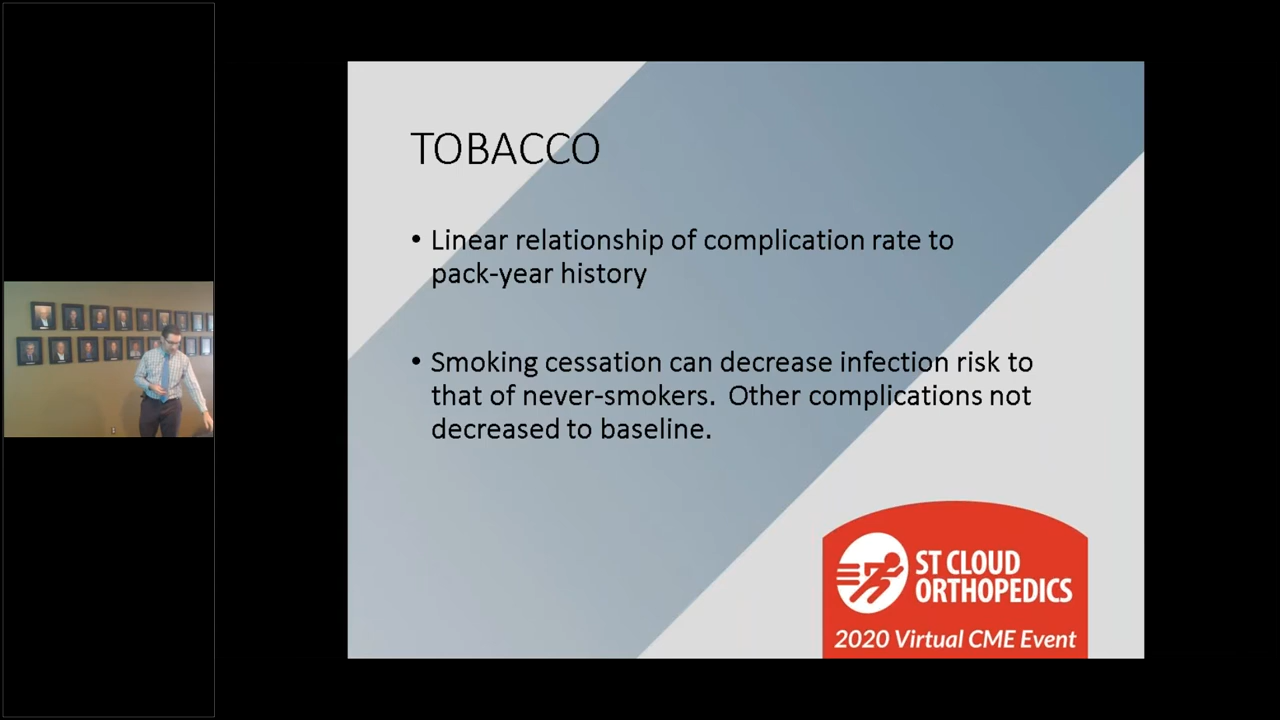 TOBACCO
• Linear relationship of complication rate to
pack-year history
• Smoking cessation can decrease infection risk to
that of never-smokers.  Other complications not
decreased to baseline.
ST CLOUD
ORTHOPEDICS
2020 Virtual CME Event